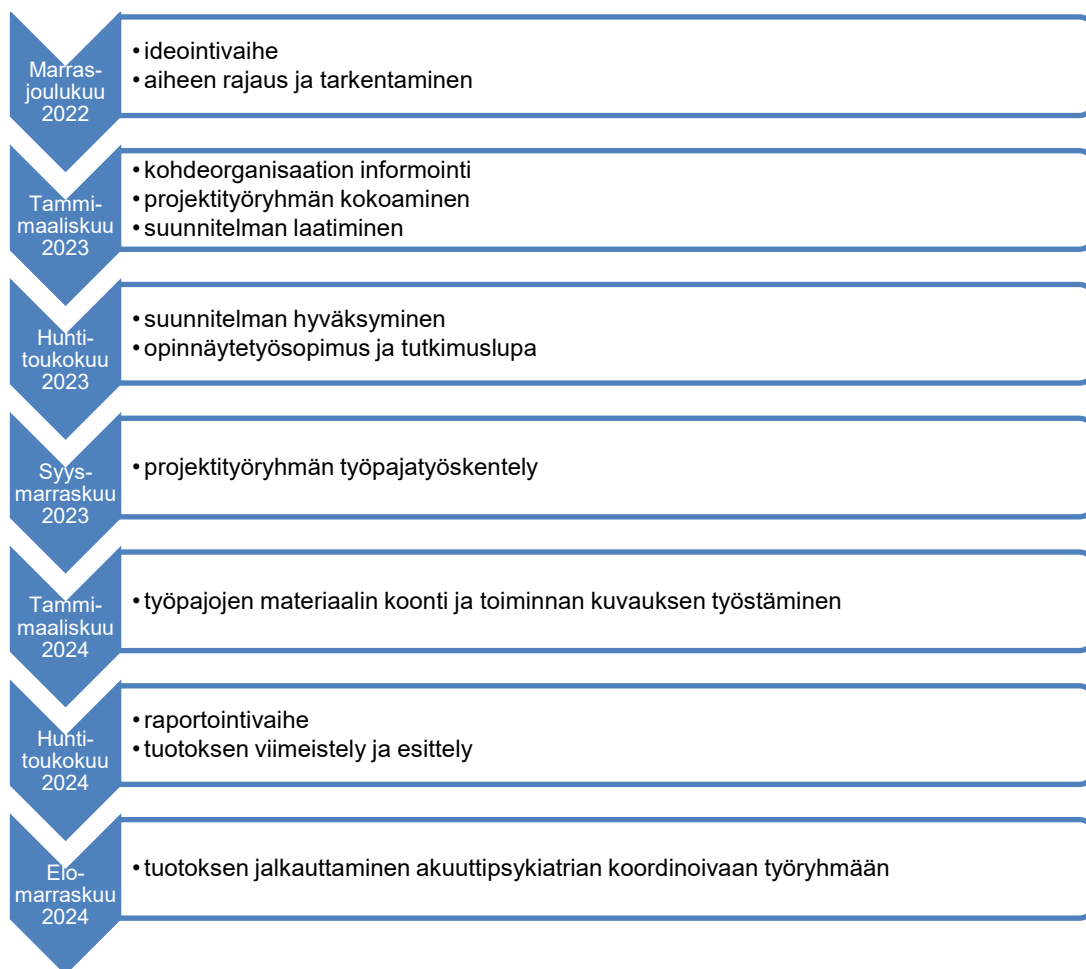 Marras-
joulukuu
2022
• ideointivaihe
• aiheen rajaus ja tarkentaminen
Tammi-
maaliskuu
2023
• kohdeorganisaation informointi
• projektityöryhmän kokoaminen
• suunnitelman laatiminen
Huhti-
toukokuu
2023
• suunnitelman hyväksyminen
• opinnäytetyösopimus ja tutkimuslupa
Syys-
marraskuu
2023
• projektityöryhmän työpajatyöskentely
Tammi-
maaliskuu
2024
• työpajojen materiaalin koonti ja toiminnan kuvauksen työstäminen
Huhti-
toukokuu
2024
• raportointivaihe
• tuotoksen viimeistely ja esittely
Elo-
marraskuu
2024
• tuotoksen jalkauttaminen akuuttipsykiatrian koordinoivaan työryhmään